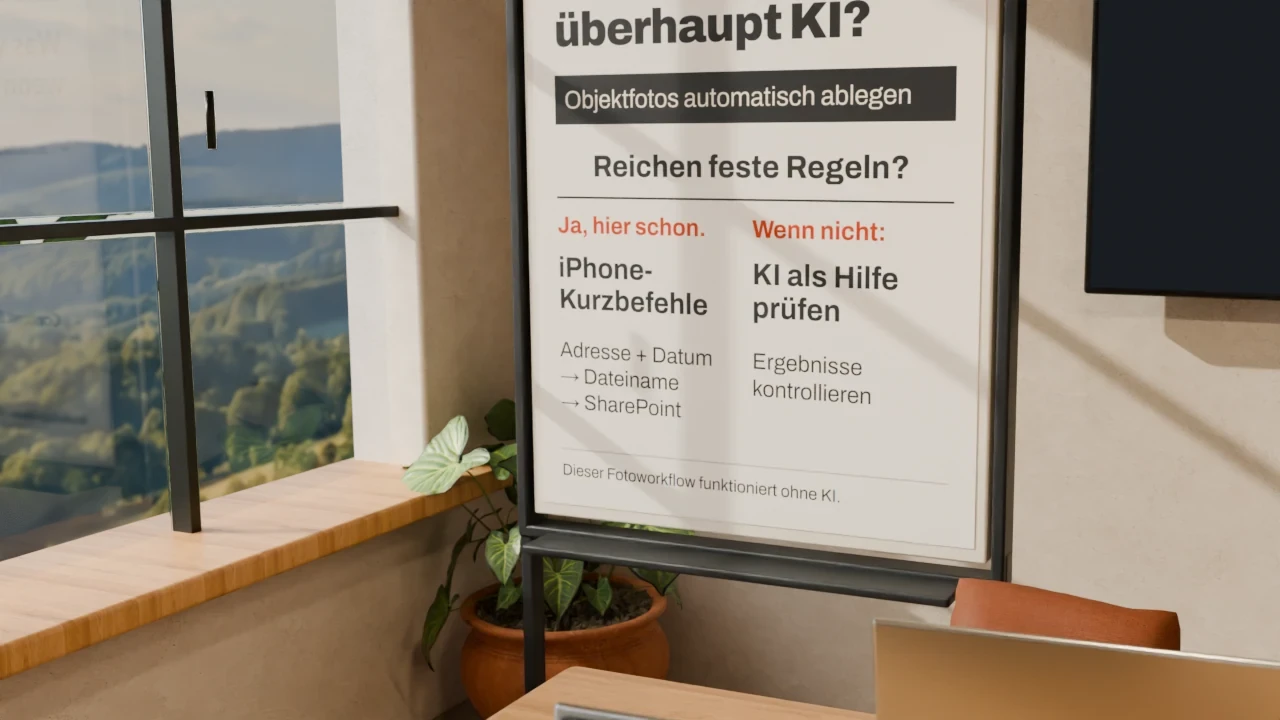 überhaupt KI?
Objektfotos automatisch ablegen
Reichen feste Regeln?
Ja, hier schon.
iPhone-
Kurzbefehle
Adresse + Datum
→ Dateiname
→ SharePoint
Wenn nicht:
KI als Hilfe
prüfen
Ergebnisse
kontrollieren
Dieser Fotoworkflow funktioniert ohne KI.